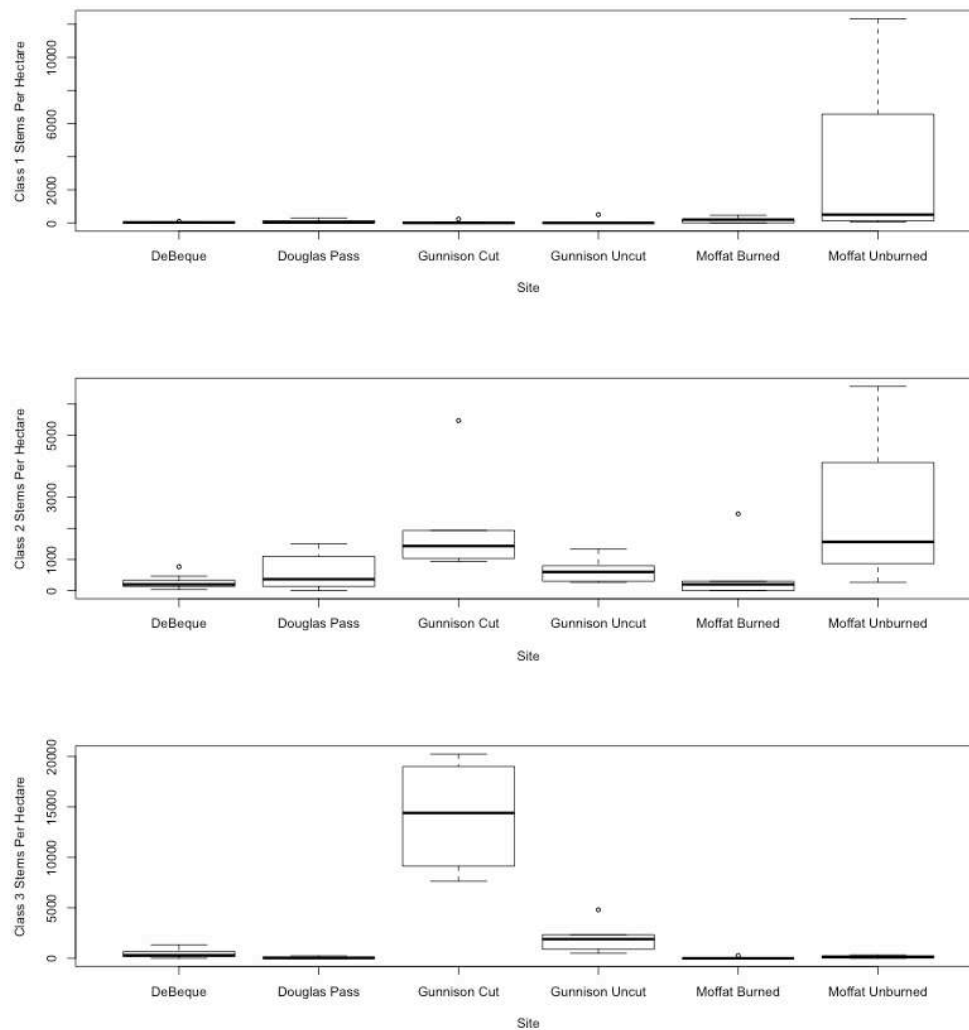 Class 1 Stems Per Hectare
10000
6000
2000
0
DeBeque Douglas Pass Gunnison Cut Gunnison Uncut Moffat Burned Moffat Unburned
Site
Class 2 Stems Per Hectare
5000
3000
1000
0
DeBeque Douglas Pass Gunnison Cut Gunnison Uncut Moffat Burned Moffat Unburned
Site
Class 3 Stems Per Hectare
20000
15000
10000
5000
0
DeBeque Douglas Pass Gunnison Cut Gunnison Uncut Moffat Burned Moffat Unburned
Site